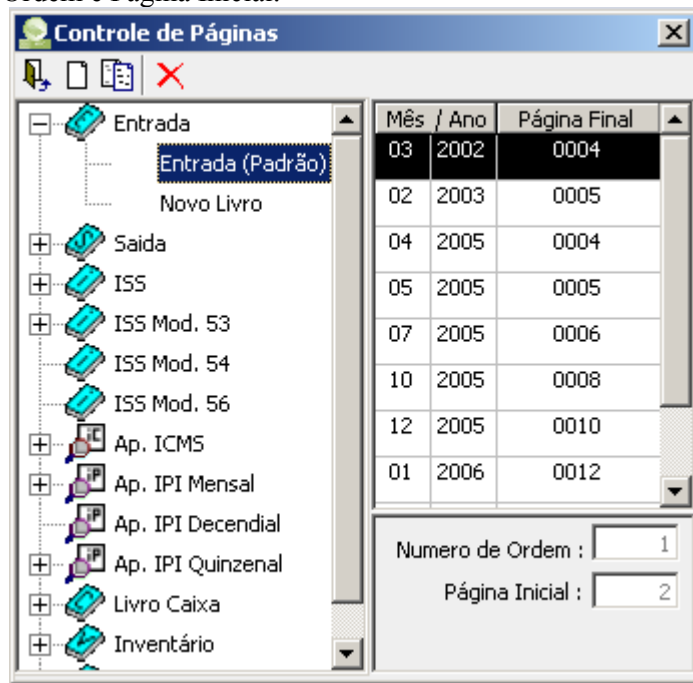 Ordem e Página Inicial.
Controle de Páginas
Entrada
Entrada (Padrão)
Novo Livro
Saida
ISS
ISS Mod. 53
ISS Mod. 54
ISS Mod. 56
Ap. ICMS
Ap. IPI Mensal
Ap. IPI Decendial
Ap. IPI Quinzenal
Livro Caixa
Inventário
Mês / Ano Página Final
03 2002 0004
02 2003 0005
04 2005 0004
05 2005 0005
07 2005 0006
10 2005 0008
12 2005 0010
01 2006 0012
Numero de Ordem : 1
Página Inicial : 2